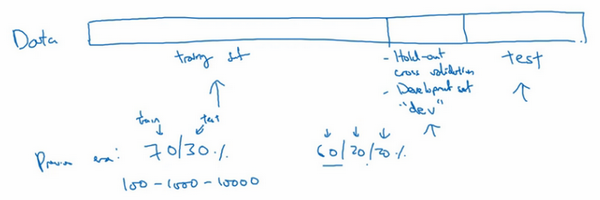 Data
training set
- Hold-out
cross validation
- Development set
"dev"
test
train
test
Previous era:
70/30%
60/20/20%
100-1000-10000